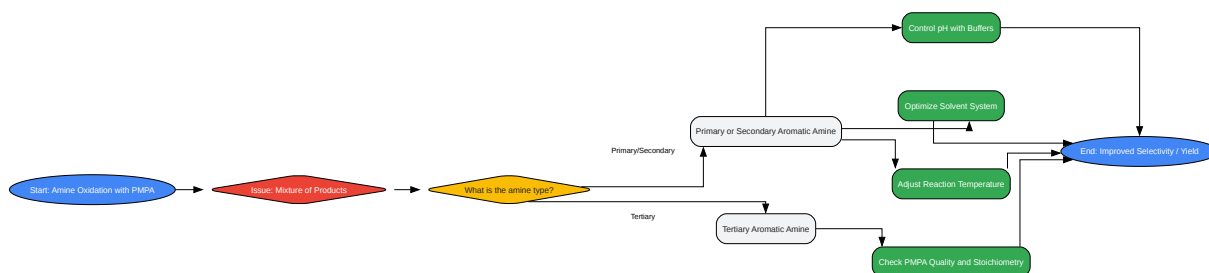 Start: Amine Oxidation with PMPA
Issue: Mixture of Products
What is the amine type?
Primary/Secondary
Tertiary
Primary or Secondary Aromatic Amine
Tertiary Aromatic Amine
Control pH with Buffers
Optimize Solvent System
Adjust Reaction Temperature
Check PMPA Quality and Stoichiometry
End: Improved Selectivity / Yield